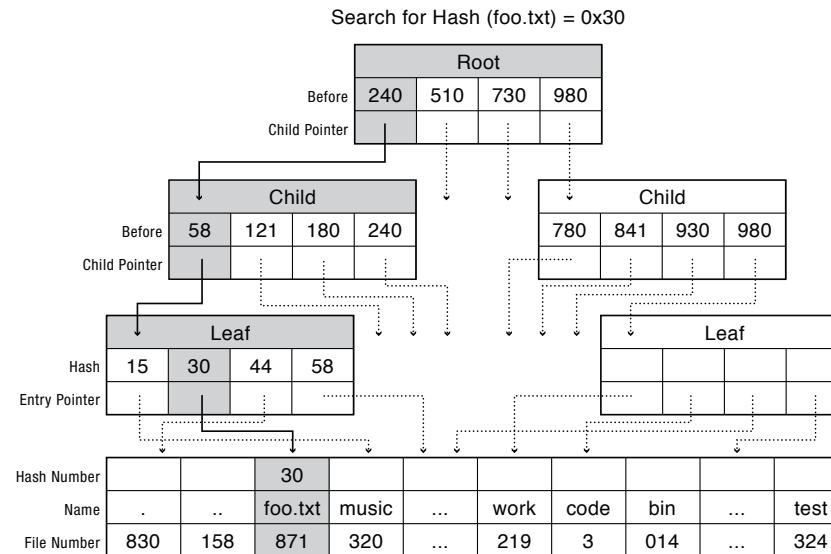 Search for Hash (foo.txt) = 0x30
Root
Before 240 510 730 980
Child Pointer
Child Child
Before 58 121 180 240 780 841 930 980
Child Pointer
Leaf Leaf
Hash 15 30 44 58
Entry Pointer
Hash Number 30
Name . .. foo.txt music ... work code bin ... test
File Number 830 158 871 320 ... 219 3 014 ... 324